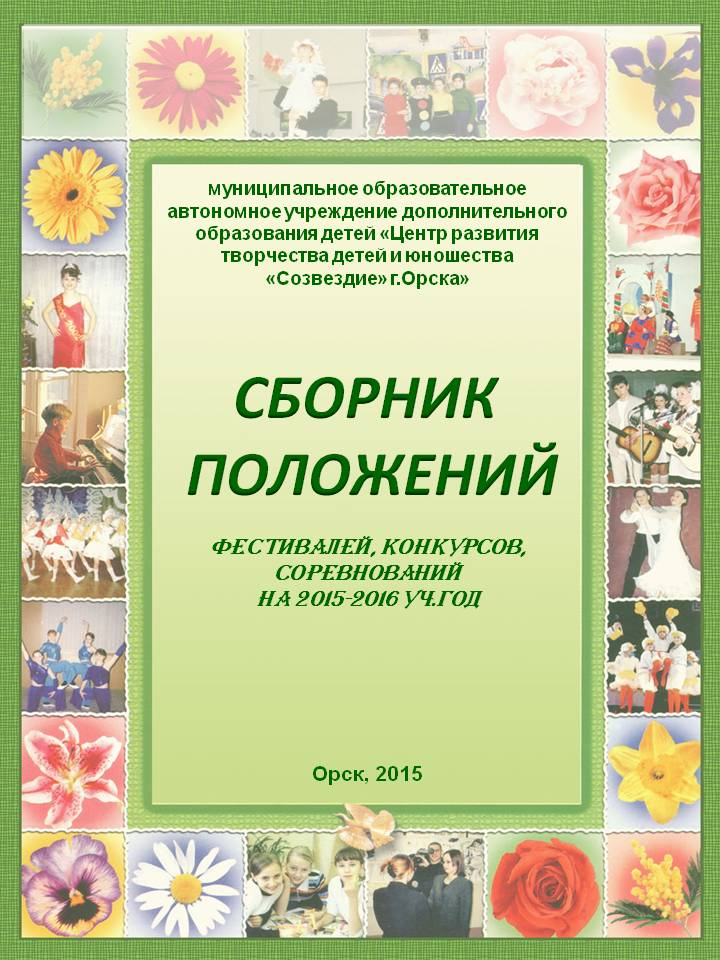 муниципальное образовательное
автономное учреждение дополнительного
образования детей «Центр развития
творчества детей и юношества
«Созвездие» г.Орска»
СБОРНИК
ПОЛОЖЕНИЙ
ФЕСТИВАЛЕЙ, КОНКУРСОВ,
СОРЕВНОВАНИЙ
НА 2015-2016 УЧ.ГОД
Орск, 2015